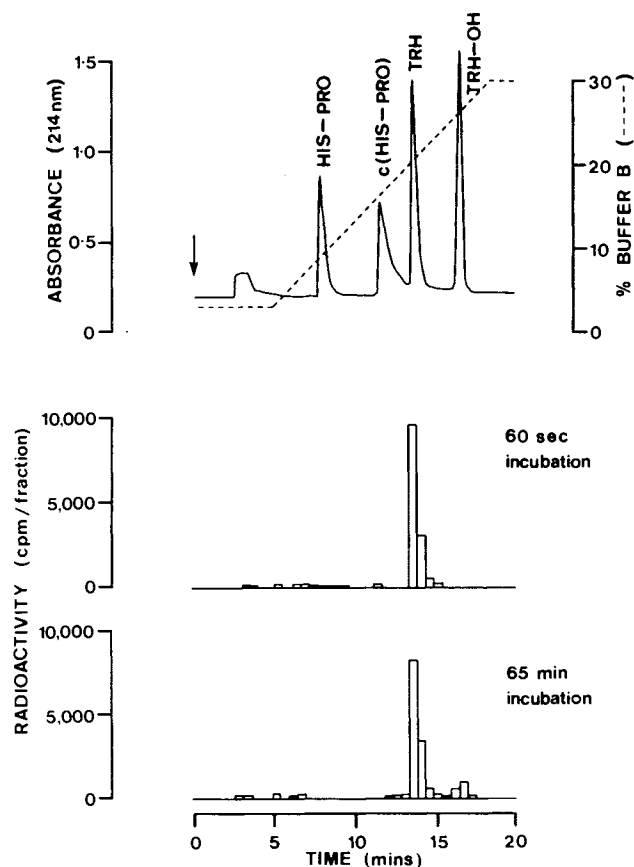 ABSORBANCE (214nm)
1·5
1·0
0·5
0
HIS-PRO
c(HIS-PRO)
TRH
TRH-OH
30
20
10
0
% BUFFER B (-----)
RADIOACTIVITY (cpm/fraction)
10,000
5,000
0
60 sec
incubation
10,000
5,000
0
65 min
incubation
0 5 10 15 20
TIME (mins)